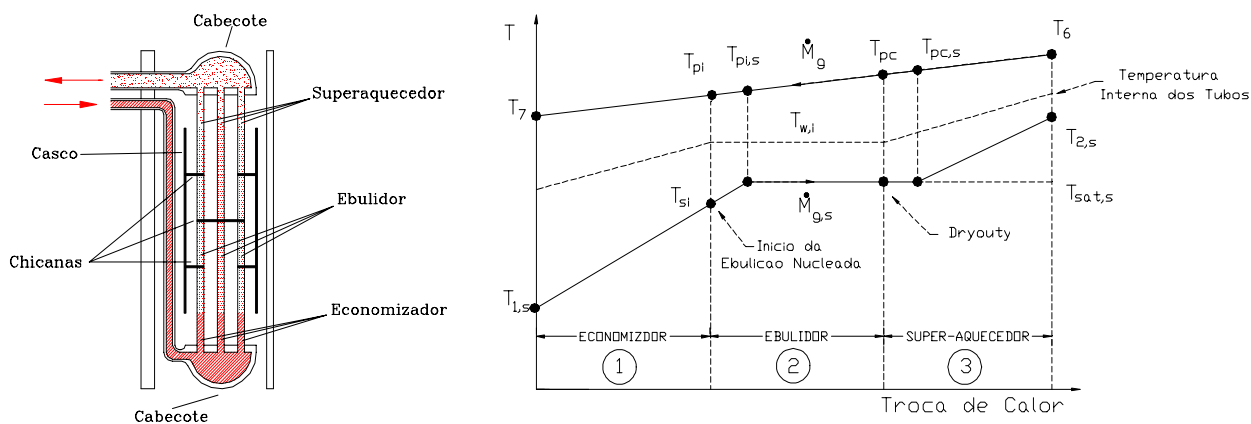 Cabecote
Superaquecedor
Casco
Ebulidor
Chicanas
Economizador
Cabecote
T
T7
Tpi
Tpi,s
Ṁg
Tpc
Tpc,s
T6
Temperatura
Interna dos Tubos
Tw,i
T2,s
Tsi
Ṁg,s
Tsat,s
Dryouty
Inicio da
Ebulicao Nucleada
T1,s
ECONOMIZDOR
EBULIDOR
SUPER-AQUECEDOR
1
2
3
Troca de Calor